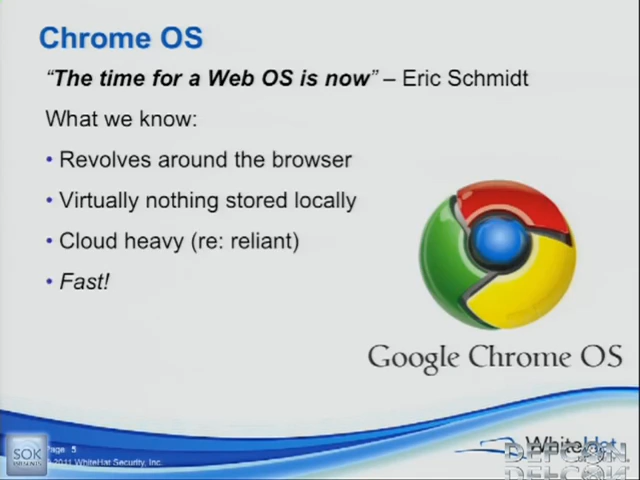 Chrome OS
“The time for a Web OS is now” – Eric Schmidt
What we know:
• Revolves around the browser
• Virtually nothing stored locally
• Cloud heavy (re: reliant)
• Fast!
Google Chrome OS
Page 5
2011 WhiteHat Security, Inc.
SOK
WhiteHat
DEFCON